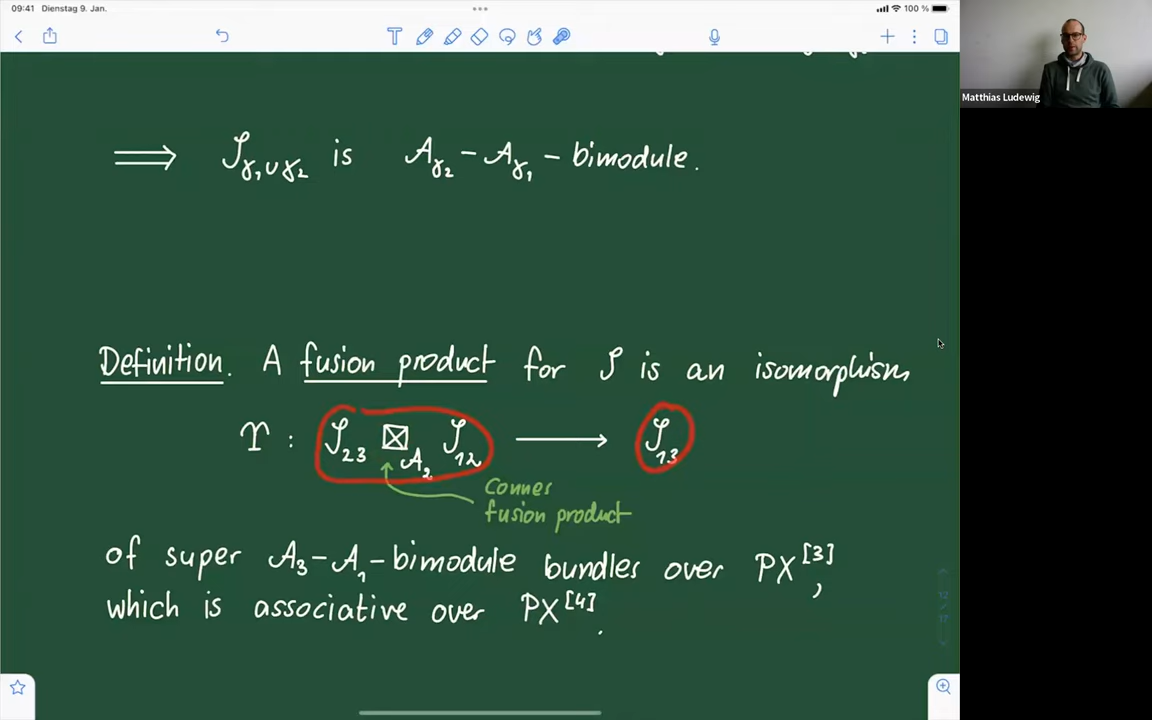 09:41 Dienstag 9. Jan.
100 %
Matthias Ludewig
⟹ 𝒮_{γ₁∪γ₂} is 𝒜_{γ₂} - 𝒜_{γ₁} - bimodule.
Definition. A fusion product for 𝒮 is an isomorphism
Υ : 𝒮₂₃ ⊠_{𝒜₂} 𝒮₁₂ ⟶ 𝒮₁₃
Connes
fusion product
of super 𝒜₃-𝒜₁-bimodule bundles over PX^{[3]},
which is associative over PX^{[4]}.
12
17